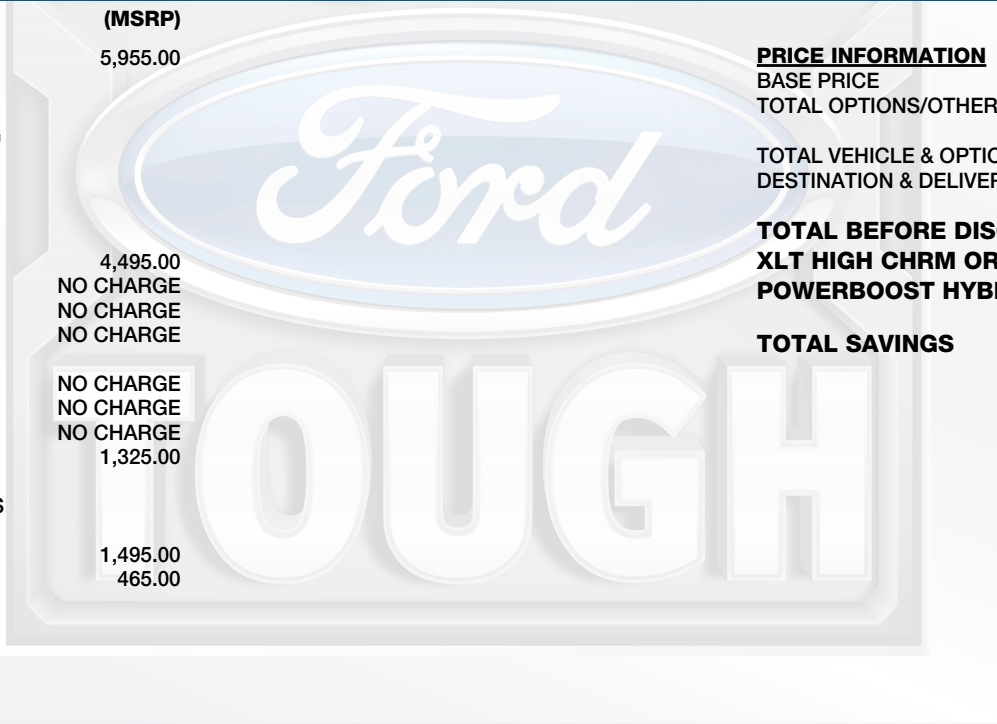 (MSRP)
5,955.00
4,495.00
NO CHARGE
NO CHARGE
NO CHARGE
NO CHARGE
NO CHARGE
NO CHARGE
1,325.00
S
1,495.00
465.00
PRICE INFORMATION
BASE PRICE
TOTAL OPTIONS/OTHER
TOTAL VEHICLE & OPTIO
DESTINATION & DELIVER
TOTAL BEFORE DISC
XLT HIGH CHRM OR
POWERBOOST HYBI
TOTAL SAVINGS
Ford
TOUGH